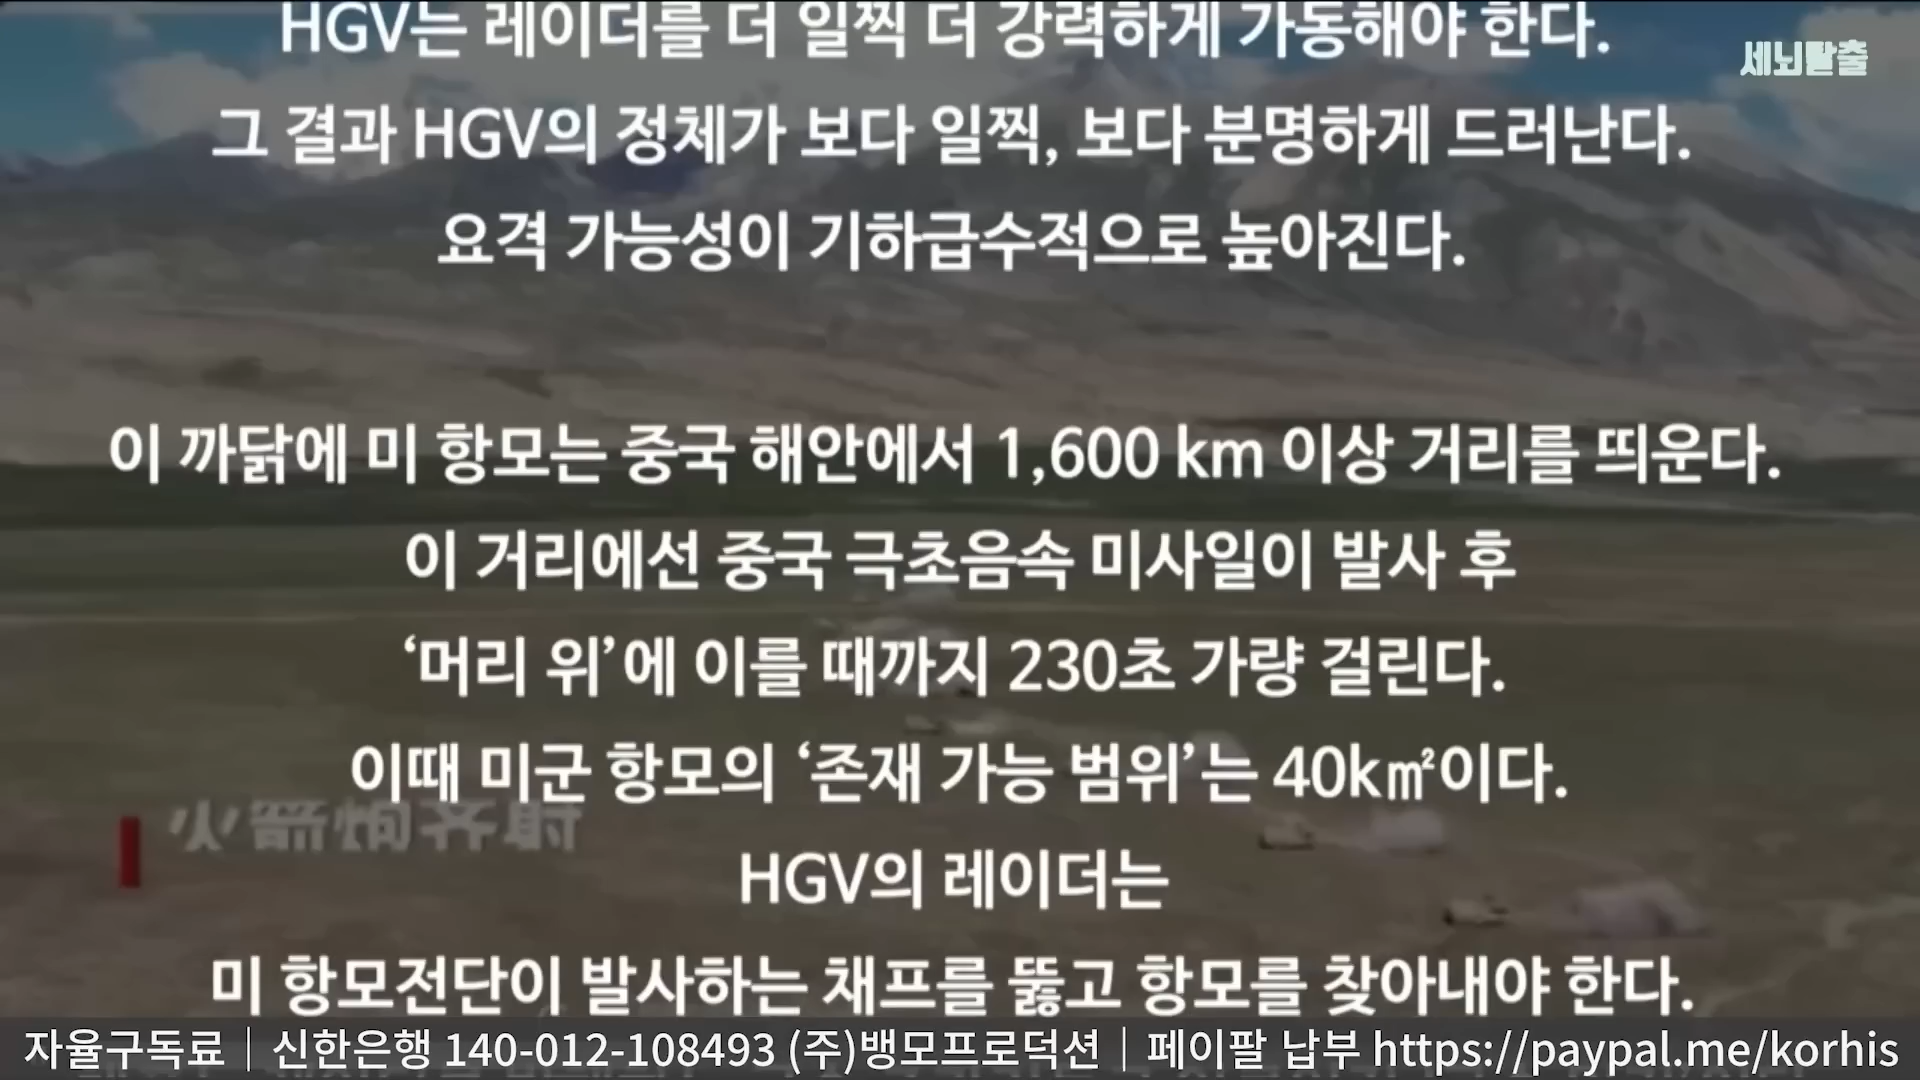 HGV는 레이더를 더 일찍 더 강력하게 가동해야 한다.
세뇌탈출
그 결과 HGV의 정체가 보다 일찍, 보다 분명하게 드러난다.
요격 가능성이 기하급수적으로 높아진다.
이 까닭에 미 항모는 중국 해안에서 1,600 km 이상 거리를 띄운다.
이 거리에선 중국 극초음속 미사일이 발사 후
‘머리 위’에 이를 때까지 230초 가량 걸린다.
이때 미군 항모의 ‘존재 가능 범위’는 40k㎡이다.
火箭炮齐射
HGV의 레이더는
미 항모전단이 발사하는 채프를 뚫고 항모를 찾아내야 한다.
자율구독료 | 신한은행 140-012-108493 (주)뱅모프로덕션 | 페이팔 납부 https://paypal.me/korhis